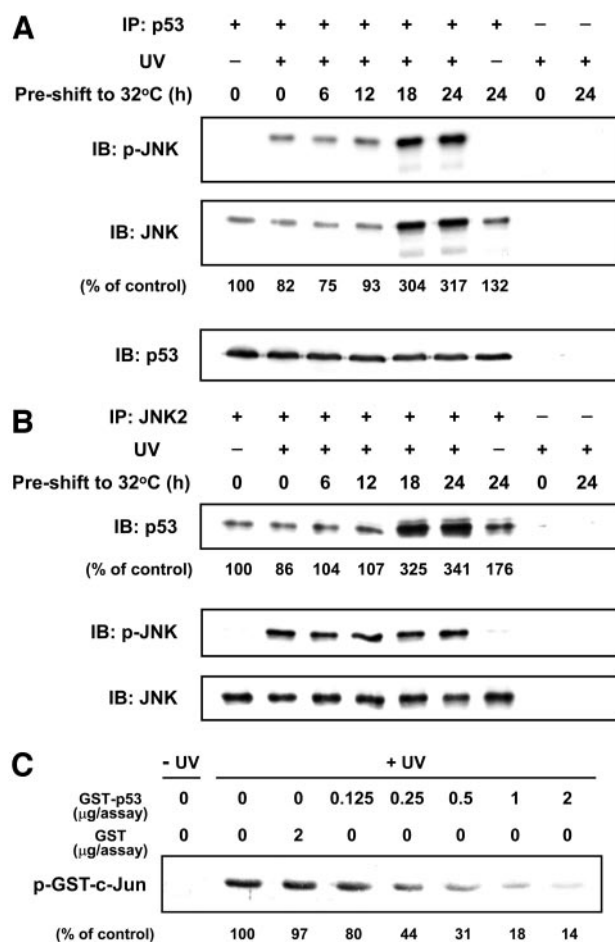 A
IP: p53 + + + + + + + – –
UV – + + + + + – + +
Pre-shift to 32°C (h) 0 0 6 12 18 24 24 0 24
IB: p-JNK
IB: JNK
(% of control) 100 82 75 93 304 317 132
IB: p53
B
IP: JNK2 + + + + + + + – –
UV – + + + + + – + +
Pre-shift to 32°C (h) 0 0 6 12 18 24 24 0 24
IB: p53
(% of control) 100 86 104 107 325 341 176
IB: p-JNK
IB: JNK
C
- UV + UV
GST-p53 (μg/assay) 0 0 0 0.125 0.25 0.5 1 2
GST (μg/assay) 0 0 2 0 0 0 0 0
p-GST-c-Jun
(% of control) 100 97 80 44 31 18 14